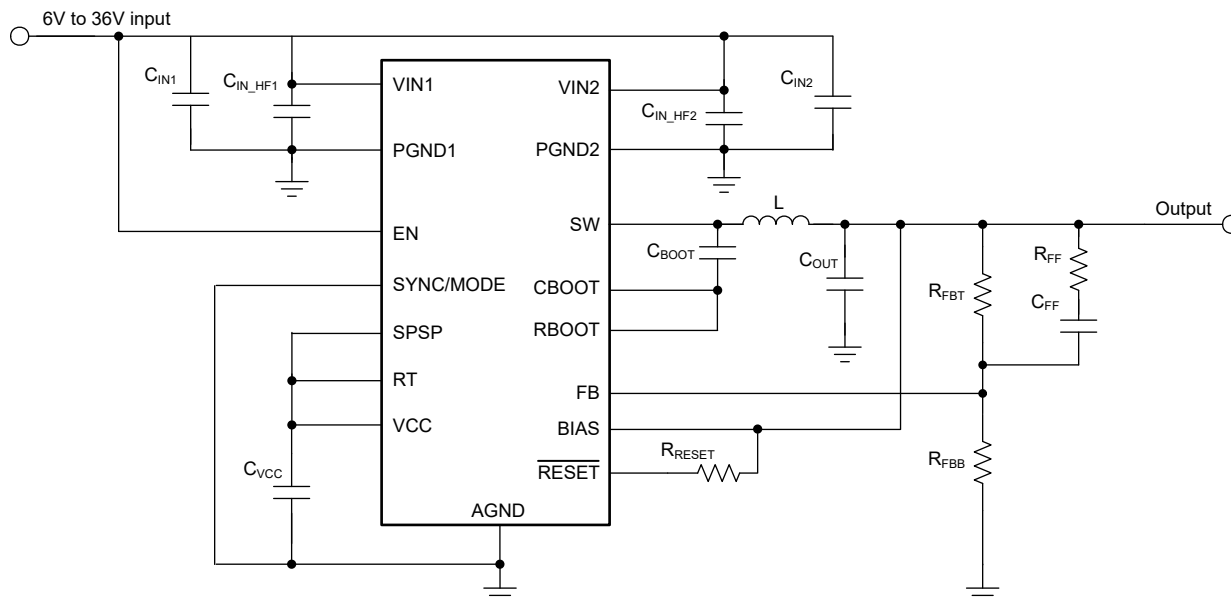 6V to 36V input
CIN1
CIN_HF1
VIN1
VIN2
CIN_HF2
CIN2
PGND1
PGND2
EN
SW
L
Output
CBOOT
COUT
RFBT
RFF
CFF
SYNC/MODE
CBOOT
SPSP
RBOOT
RT
FB
VCC
BIAS
RRESET
RFBB
CVCC
RESET
AGND